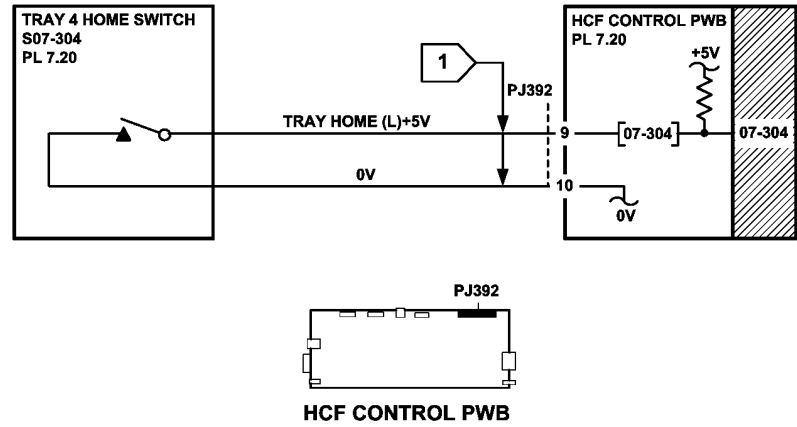 TRAY 4 HOME SWITCH
S07-304
PL 7.20
HCF CONTROL PWB
PL 7.20
+5V
1
PJ392
TRAY HOME (L)+5V
9
[07-304]
07-304
0V
10
0V
PJ392
HCF CONTROL PWB